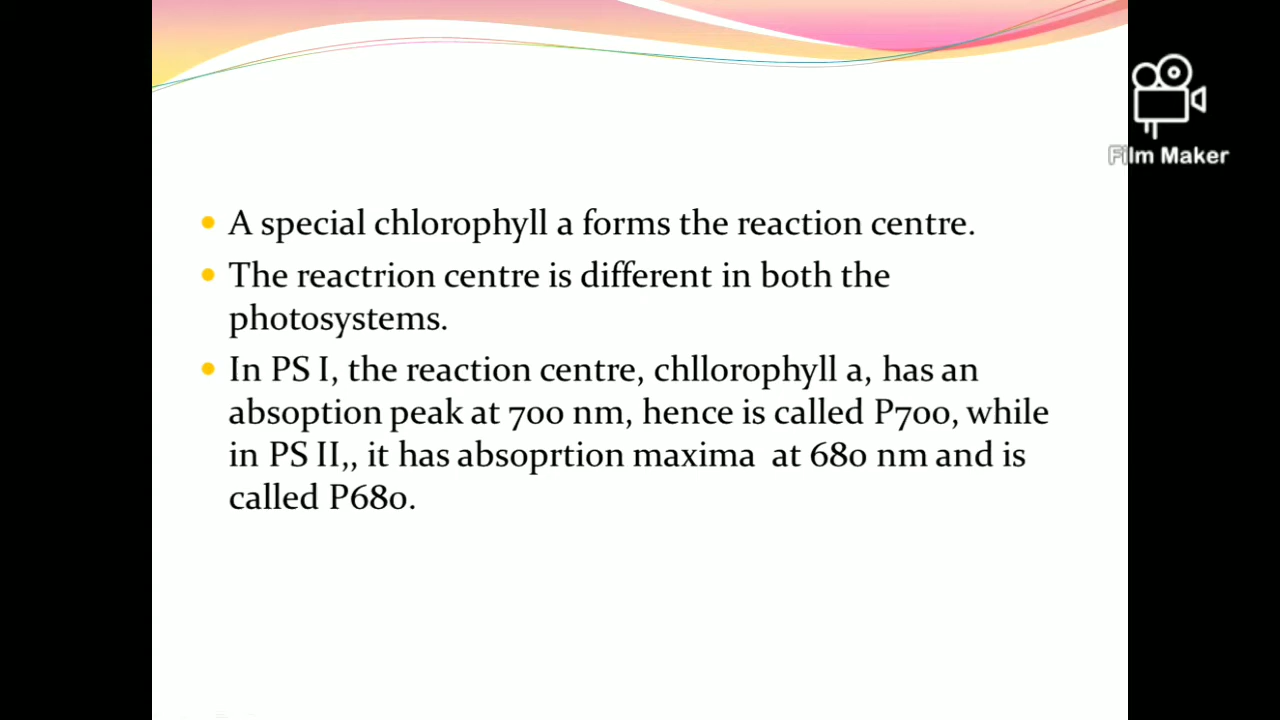 Film Maker
A special chlorophyll a forms the reaction centre.
The reactrion centre is different in both the
photosystems.
In PS I, the reaction centre, chllorophyll a, has an
absoption peak at 700 nm, hence is called P700, while
in PS II,, it has absoprtion maxima  at 680 nm and is
called P680.